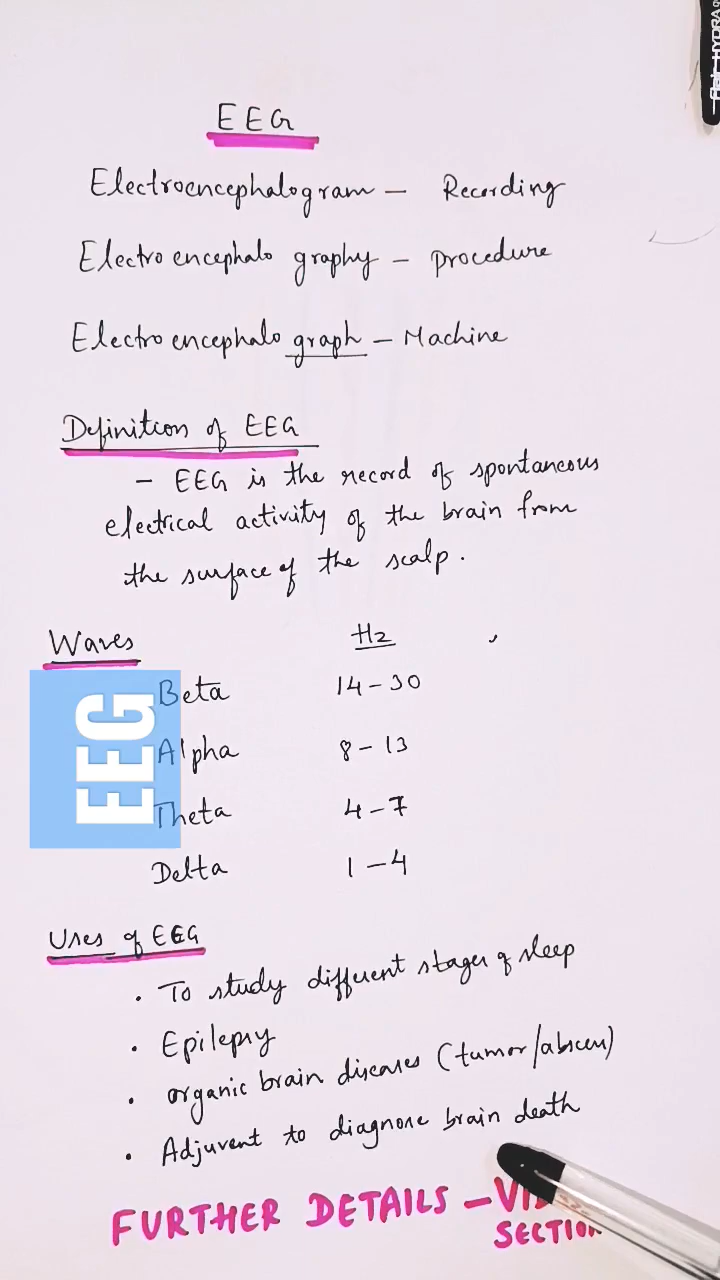 EEG
Electroencephalogram – Recording
Electro encephalo graphy – procedure
Electro encephalo graph – Machine
Definition of EEG
– EEG is the record of spontaneous
electrical activity of the brain from
the surface of the scalp.
Waves Hz
Beta 14-30
Alpha 8-13
Theta 4-7
Delta 1-4
EEG
Uses of EEG
• To study different stages of sleep
• Epilepsy
• organic brain diseases (tumor/abscess)
• Adjuvent to diagnose brain death
FURTHER DETAILS –
SECTION
HYDRA